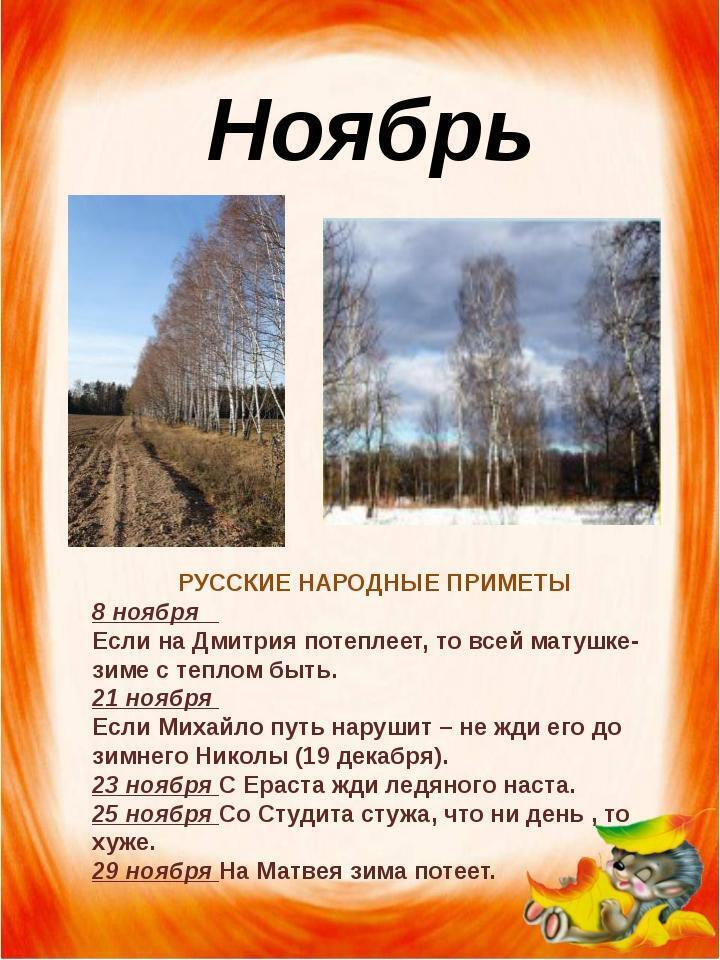 Ноябрь
РУССКИЕ НАРОДНЫЕ ПРИМЕТЫ
8 ноября
Если на Дмитрия потеплеет, то всей матушке-
зиме с теплом быть.
21 ноября
Если Михайло путь нарушит – не жди его до
зимнего Николы (19 декабря).
23 ноября С Ераста жди ледяного наста.
25 ноября Со Студита стужа, что ни день , то
хуже.
29 ноября На Матвея зима потеет.